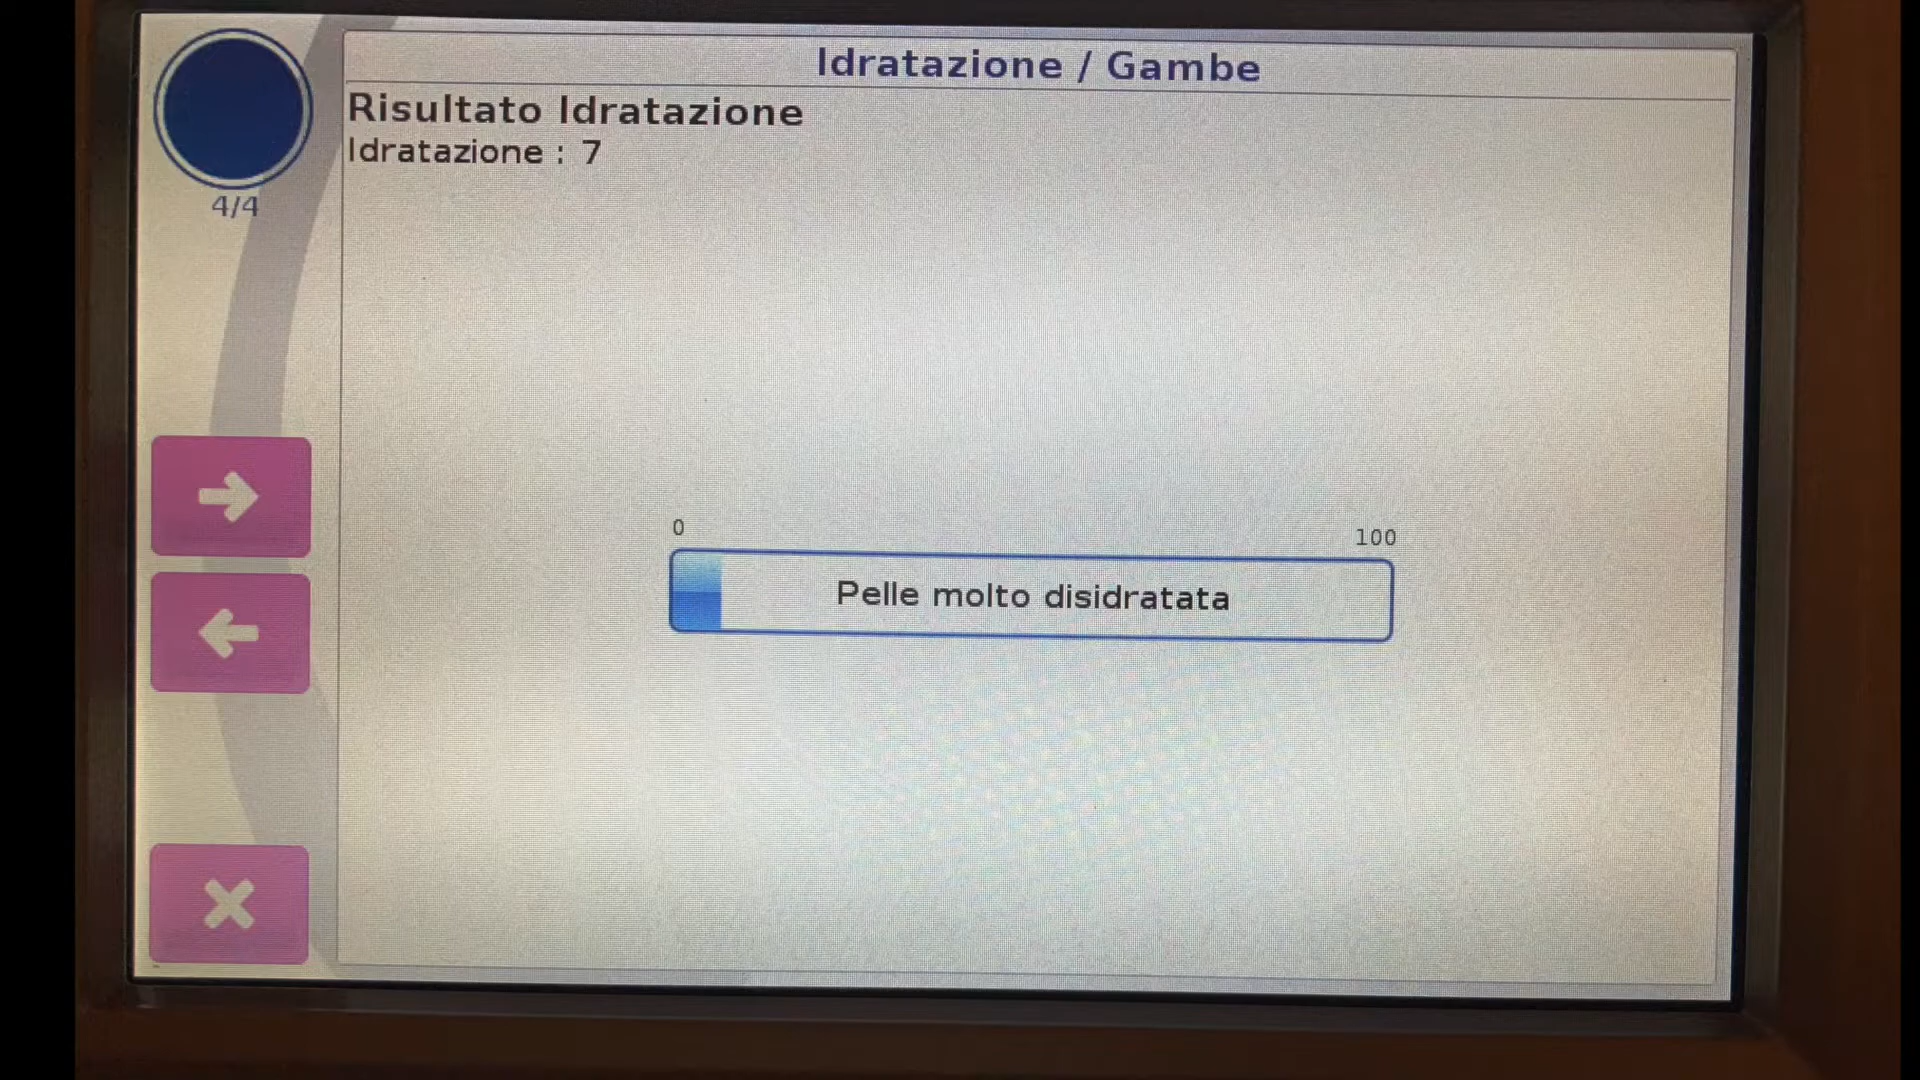 Idratazione / Gambe
Risultato Idratazione
Idratazione : 7
4/4
0
100
Pelle molto disidratata